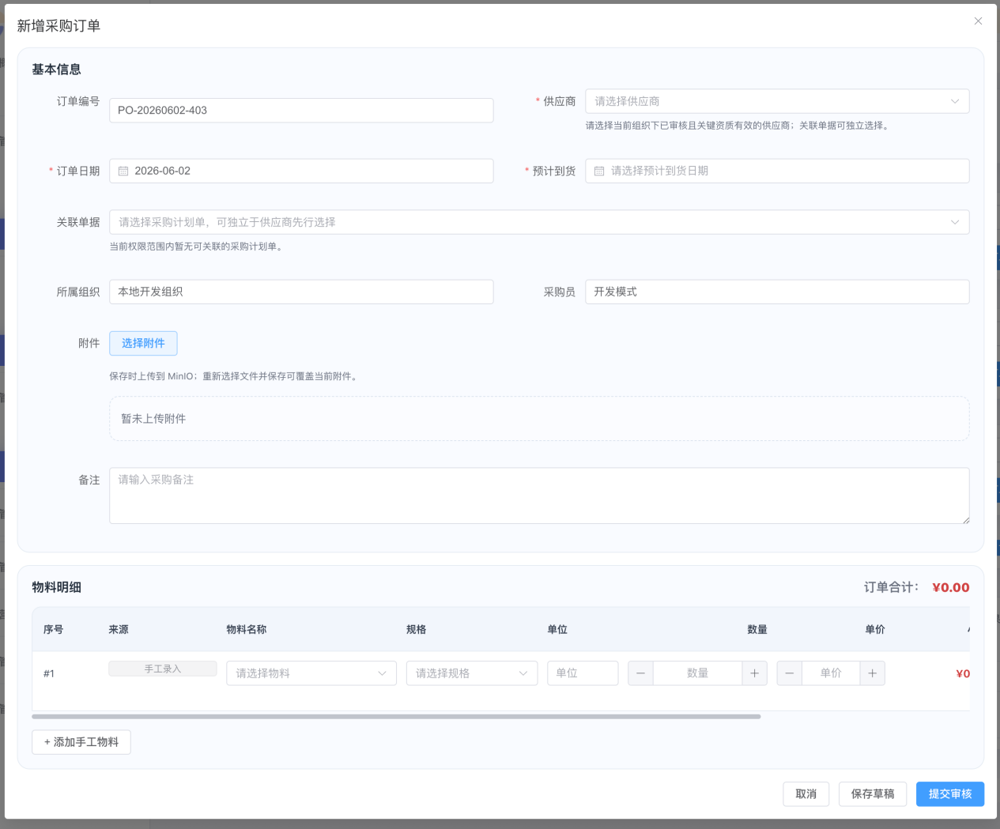 新增采购订单
基本信息
订单编号
PO-20260602-403
* 供应商
请选择供应商
请选择当前组织下已审核且关键资质有效的供应商；关联单据可独立选择。
* 订单日期
2026-06-02
* 预计到货
请选择预计到货日期
关联单据
请选择采购计划单，可独立于供应商先行选择
当前权限范围内暂无可关联的采购计划单。
所属组织
本地开发组织
采购员
开发模式
附件
选择附件
保存时上传到 MinIO；重新选择文件并保存可覆盖当前附件。
暂未上传附件
备注
请输入采购备注
物料明细
订单合计： ¥0.00
序号 来源 物料名称 规格 单位 数量 单价
#1 手工录入 请选择物料 请选择规格 单位 数量 单价 ¥0
+ 添加手工物料
取消 保存草稿 提交审核